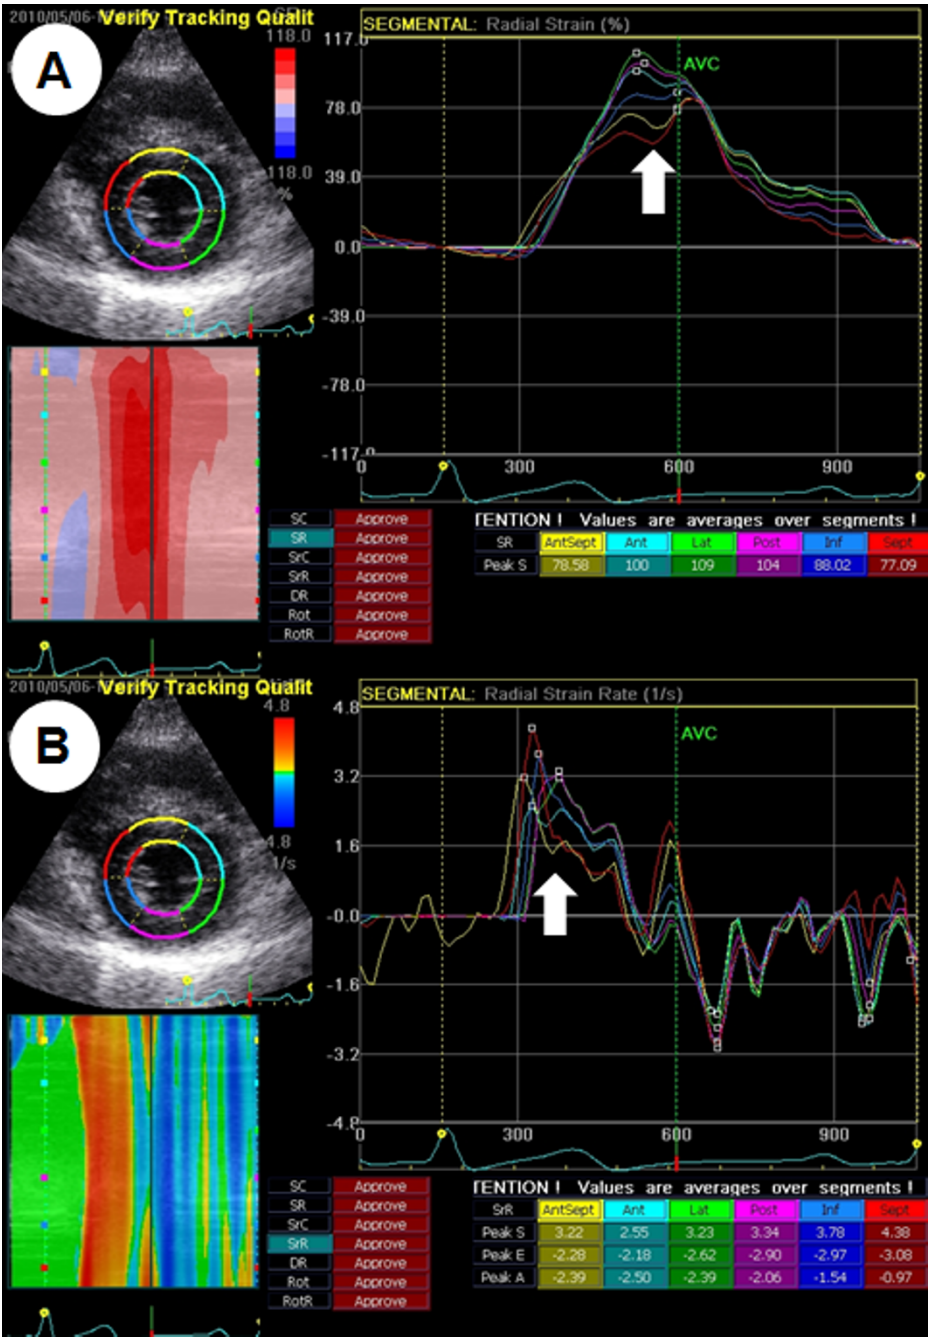 2010/05/06-1
Verify Tracking Qualit
A
118.0
118.0
%
SEGMENTAL: Radial Strain (%)
117.0
78.0
39.0
0.0
-39.0
-78.0
-117.0
AVC
0 300 600 900
SC Approve
SR Approve
SrC Approve
SrR Approve
DR Approve
Rot Approve
RotR Approve
TENTION ! Values are averages over segments !
SR AntSept Ant Lat Post Inf Sept
Peak S 78.58 100 109 104 88.02 77.09
2010/05/06-1
Verify Tracking Qualit
B
4.8
4.8
1/s
SEGMENTAL: Radial Strain Rate (1/s)
4.8
3.2
1.6
-0.0
-1.6
-3.2
-4.8
AVC
0 300 600 900
SC Approve
SR Approve
SrC Approve
SrR Approve
DR Approve
Rot Approve
RotR Approve
TENTION ! Values are averages over segments !
SrR AntSept Ant Lat Post Inf Sept
Peak S 3.22 2.55 3.23 3.34 3.78 4.38
Peak E -2.28 -2.18 -2.62 -2.90 -2.97 -3.08
Peak A -2.39 -2.50 -2.39 -2.06 -1.54 -0.97